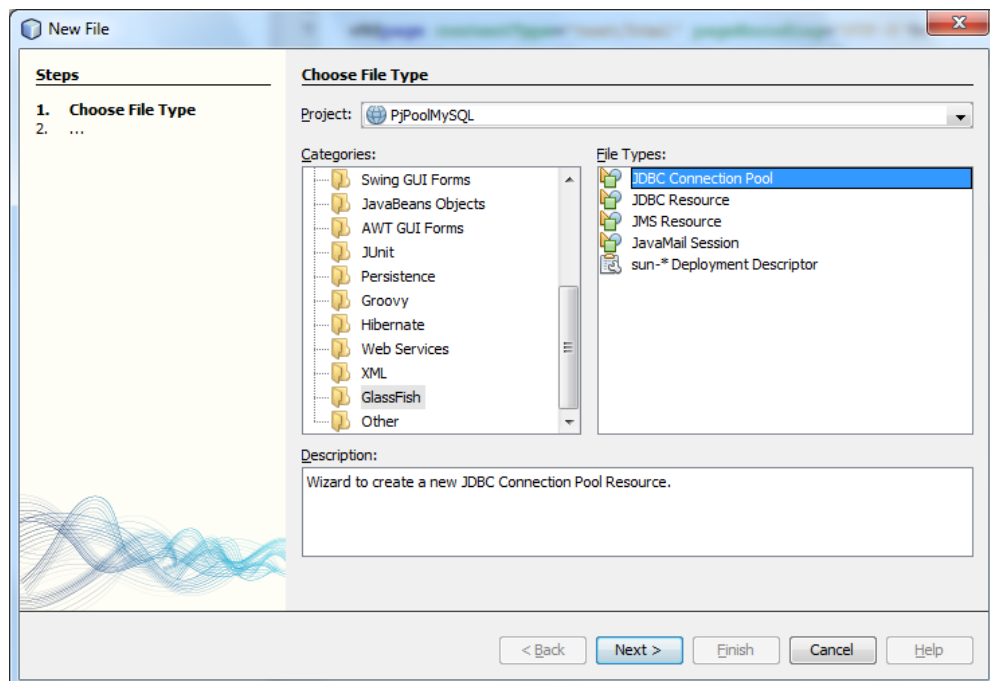 New File
Steps
1. Choose File Type
2. ...
Choose File Type
Project: PjPoolMySQL
Categories:
Swing GUI Forms
JavaBeans Objects
AWT GUI Forms
JUnit
Persistence
Groovy
Hibernate
Web Services
XML
GlassFish
Other
File Types:
JDBC Connection Pool
JDBC Resource
JMS Resource
JavaMail Session
sun-* Deployment Descriptor
Description:
Wizard to create a new JDBC Connection Pool Resource.
< Back Next > Finish Cancel Help